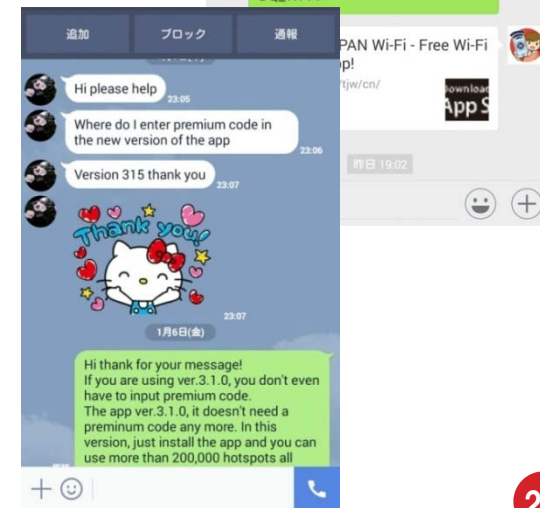 追加 ブロック 通報
Hi please help
23:05
Where do I enter premium code in
the new version of the app
23:06
Version 315 thank you
23:07
Thank you!
23:07
1月6日(金)
Hi thank for your message!
If you are using ver.3.1.0, you don't even
have to input premium code.
The app ver.3.1.0, it doesn't need a
preminum code any more. In this
version, just install the app and you can
use more than 200,000 hotspots all
PAN Wi-Fi - Free Wi-Fi
p!
/tjw/cn/
ownload
App S
昨日 19:02
2